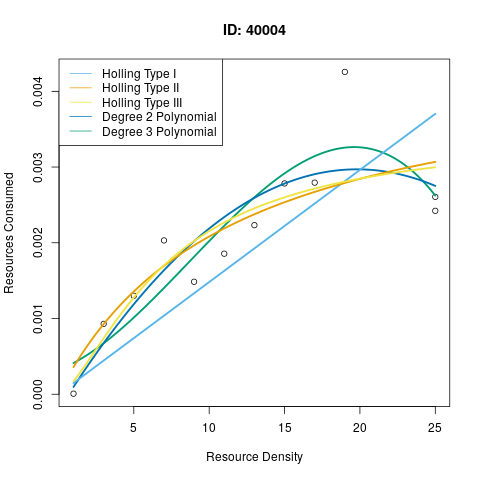 ID: 40004
Holling Type I
Holling Type II
Holling Type III
Degree 2 Polynomial
Degree 3 Polynomial
Resources Consumed
0.004
0.003
0.002
0.001
0.000
5 10 15 20 25
Resource Density